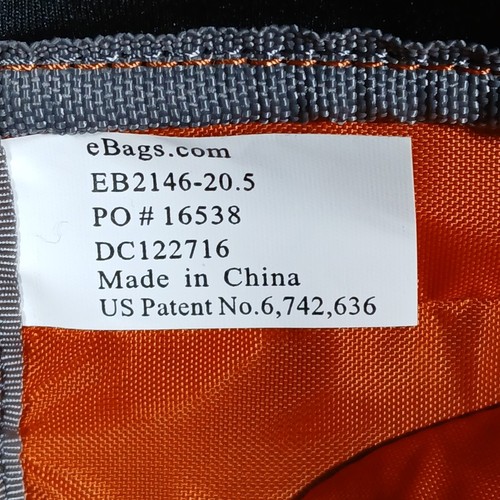 eBags.com
EB2146-20.5
PO # 16538
DC122716
Made in China
US Patent No.6,742,636